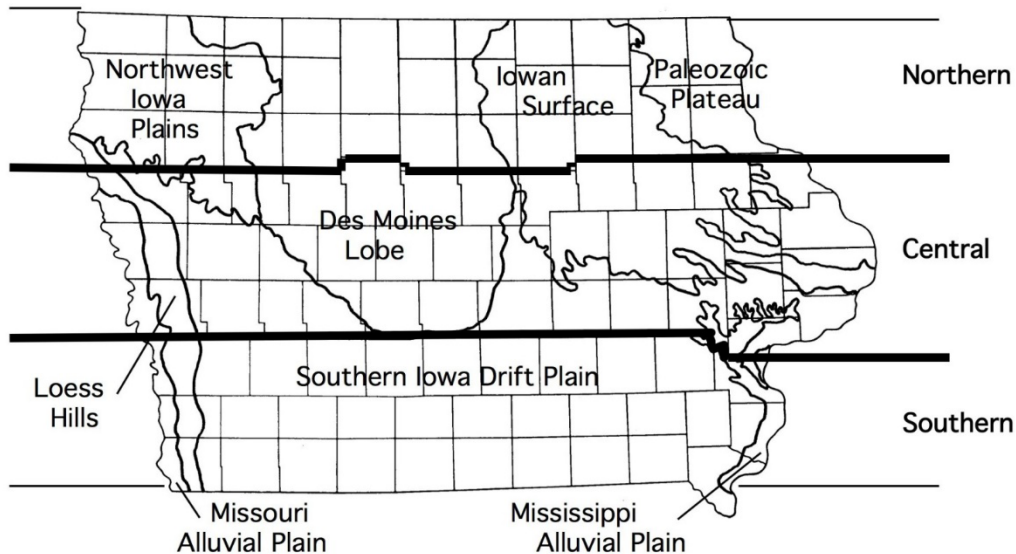 Northwest
Iowa
Plains
Iowan
Surface
Paleozoic
Plateau
Northern
Des Moines
Lobe
Central
Loess
Hills
Southern Iowa Drift Plain
Southern
Missouri
Alluvial Plain
Mississippi
Alluvial Plain